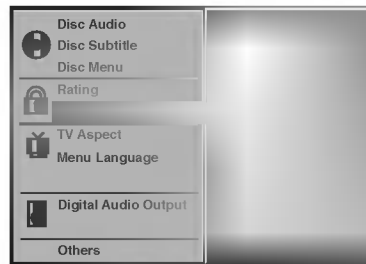 Disc Audio
Disc Subtitle
Disc Menu
Rating
TV Aspect
Menu Language
Digital Audio Output
Others